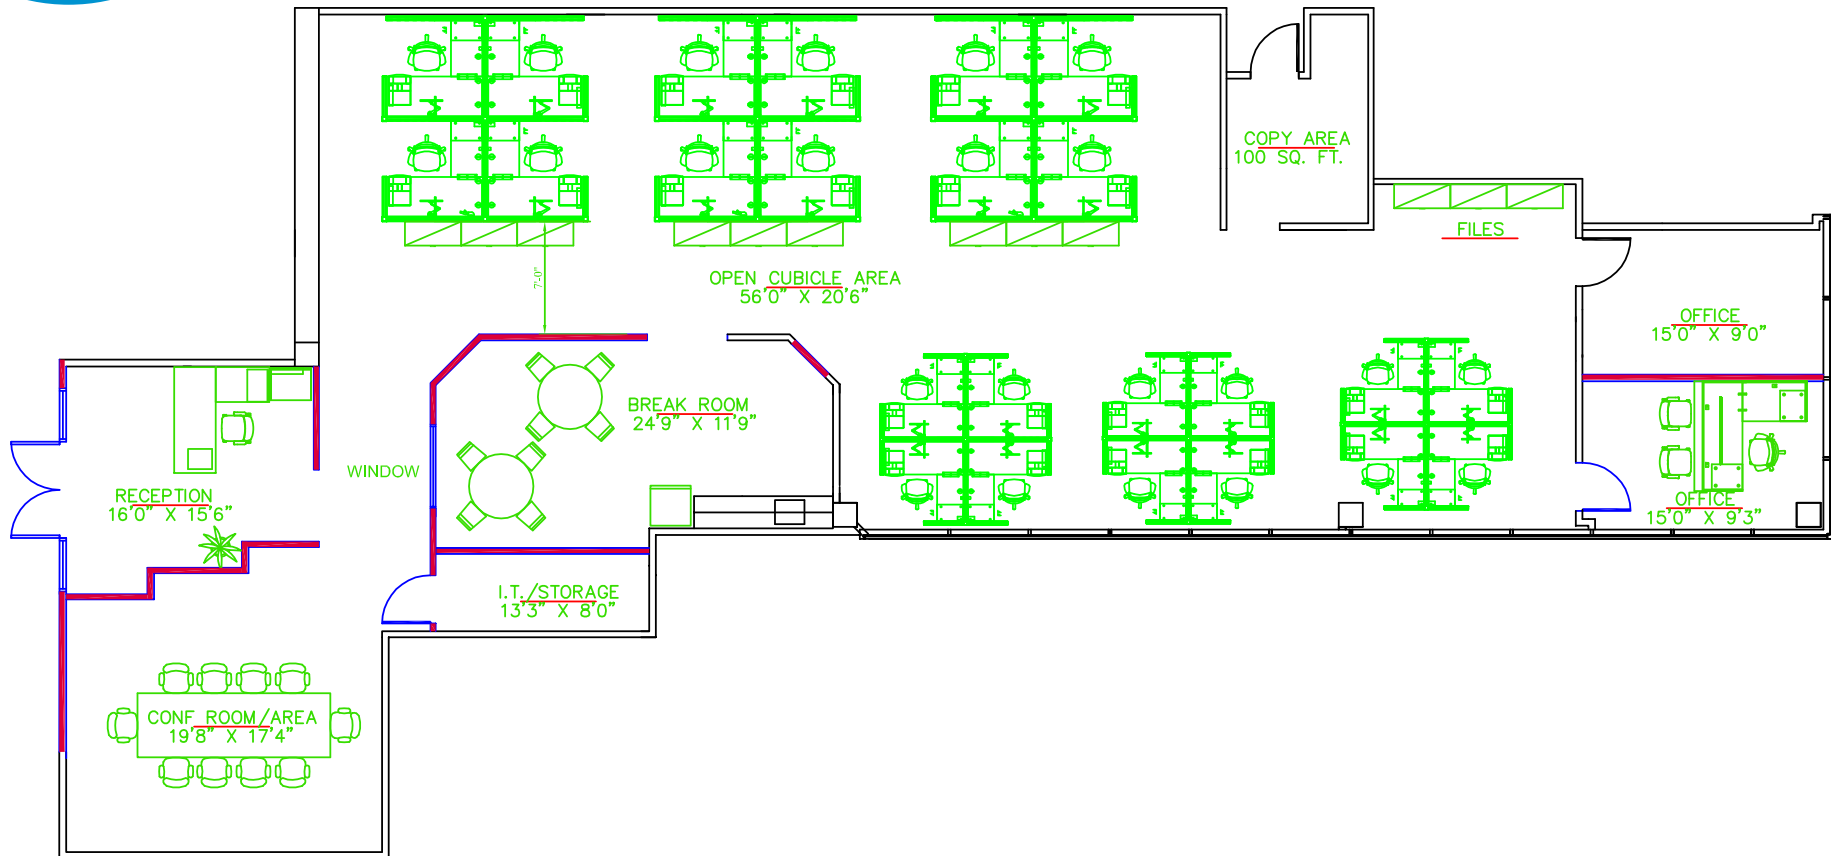 COPY AREA
100 SQ. FT.
FILES
7'-0"
OPEN CUBICLE AREA
56'0" X 20'6"
OFFICE
15'0" X 9'0"
BREAK ROOM
24'9" X 11'9"
WINDOW
RECEPTION
16'0" X 15'6"
OFFICE
15'0" X 9'3"
I.T./STORAGE
13'3" X 8'0"
CONF ROOM/AREA
19'8" X 17'4"